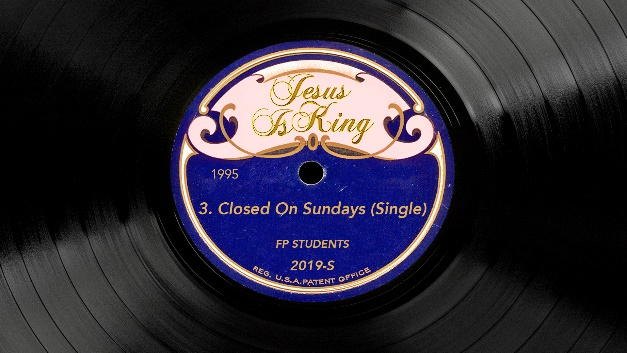 Jesus
Is King
1995
3. Closed On Sundays (Single)
FP STUDENTS
2019-S
REG. U.S.A. PATENT OFFICE